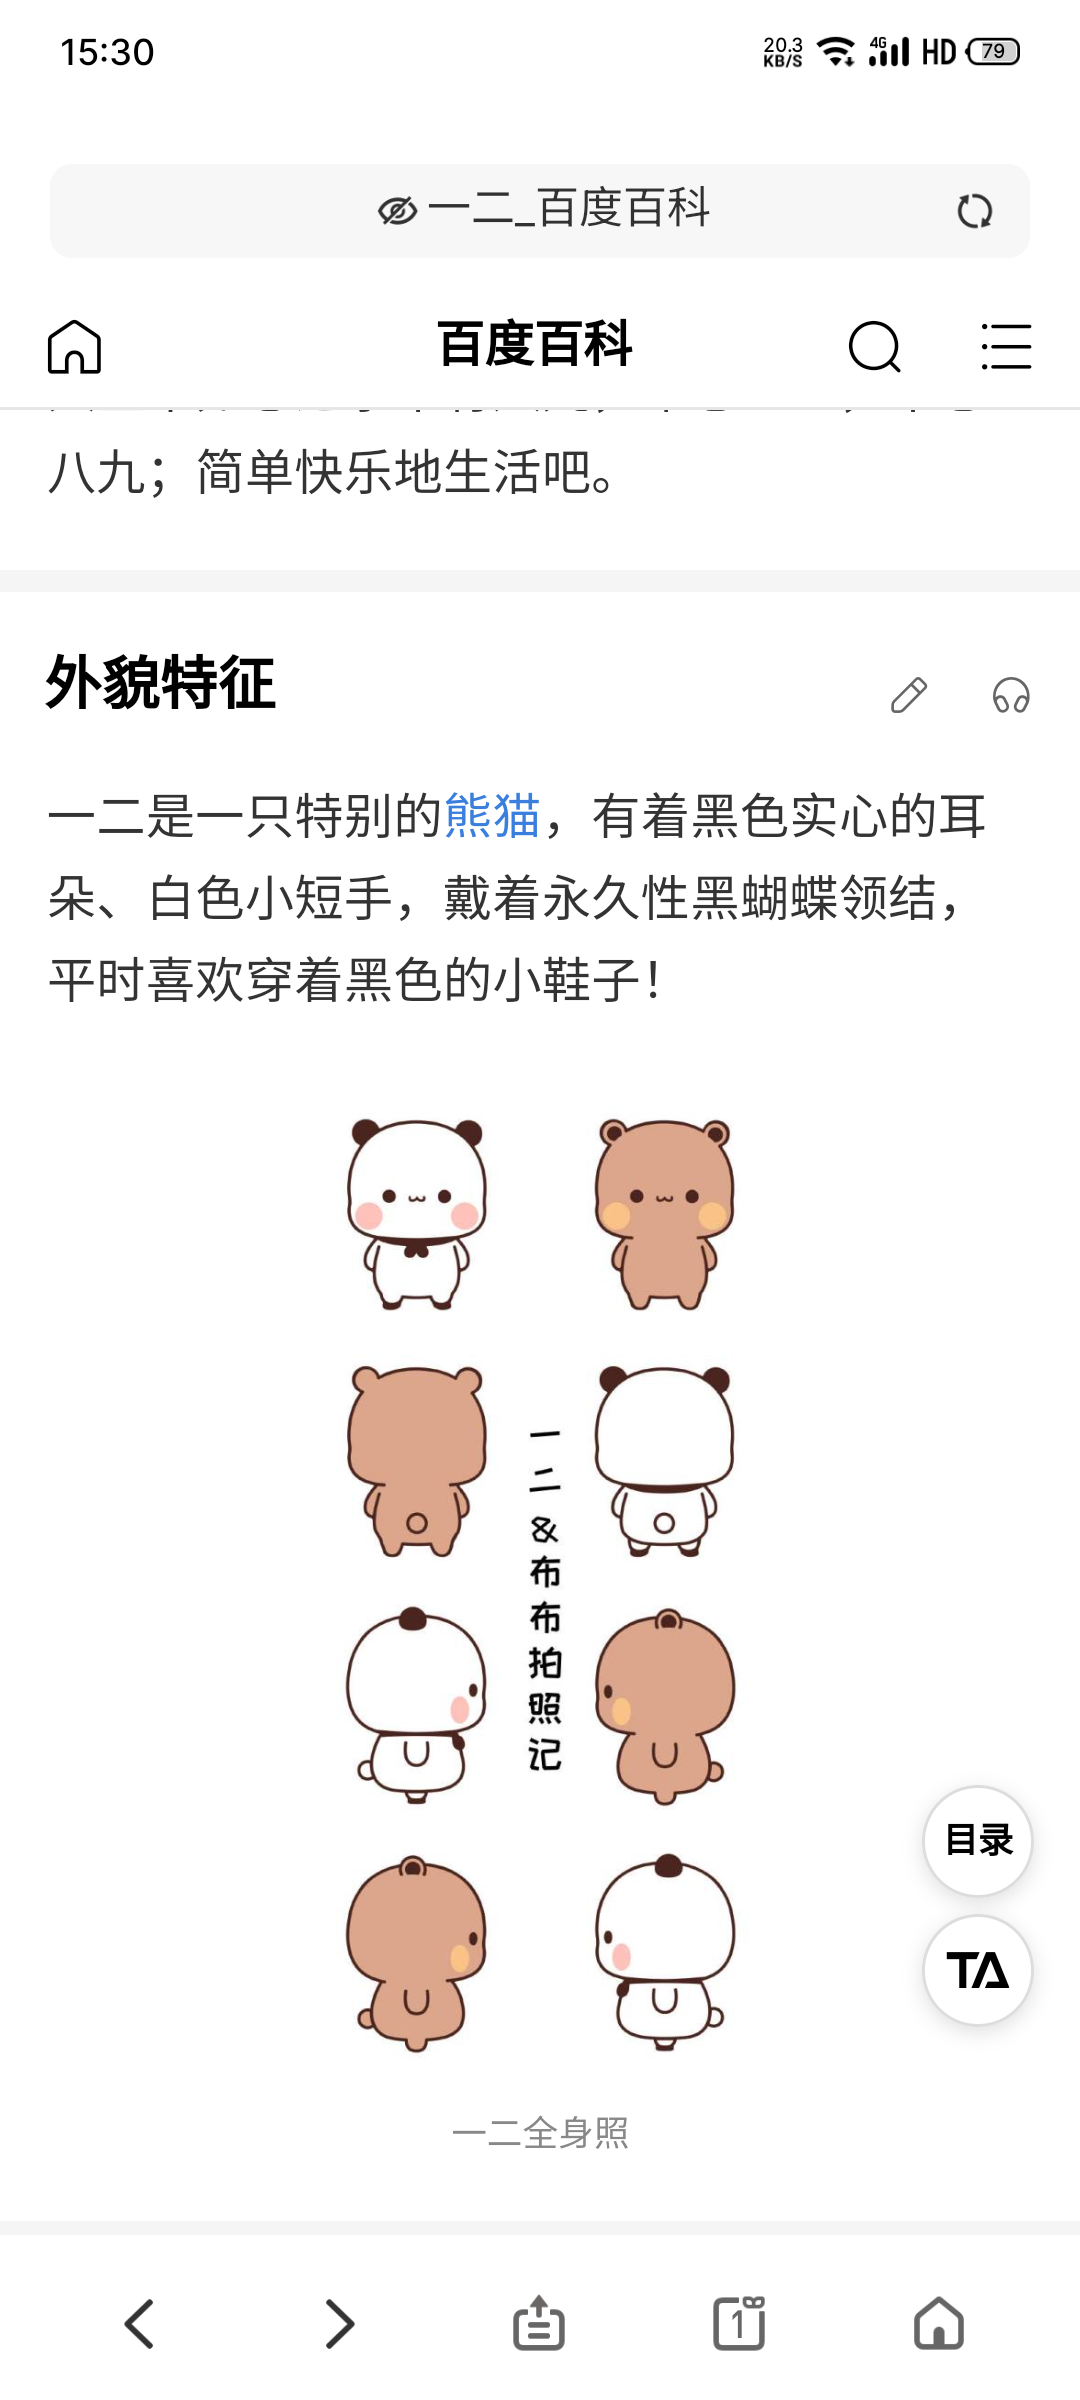 15:30
20.3
KB/S
4G
HD
79
一二_百度百科
百度百科
八九；简单快乐地生活吧。
外貌特征
一二是一只特别的熊猫，有着黑色实心的耳
朵、白色小短手，戴着永久性黑蝴蝶领结，
平时喜欢穿着黑色的小鞋子！
一二&布布拍照记
目录
TA
一二全身照
1